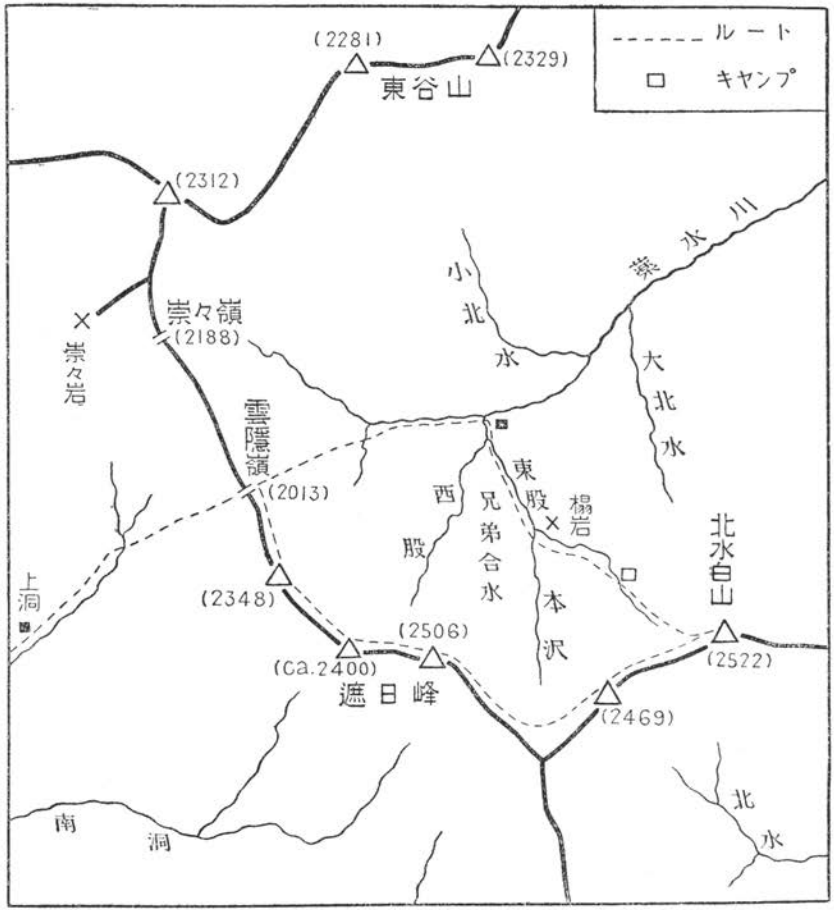 ルート
キャンプ
(2281)
(2329)
東谷山
(2312)
崇々嶺
(2188)
崇々岩
小北水
薬水川
大北水
雲隠嶺
(2013)
西股
東股
兄弟合水
榻岩
本沢
北水白山
(2522)
上洞
(2348)
(2506)
(Ca.2400)
遮日峰
(2469)
南洞
北水